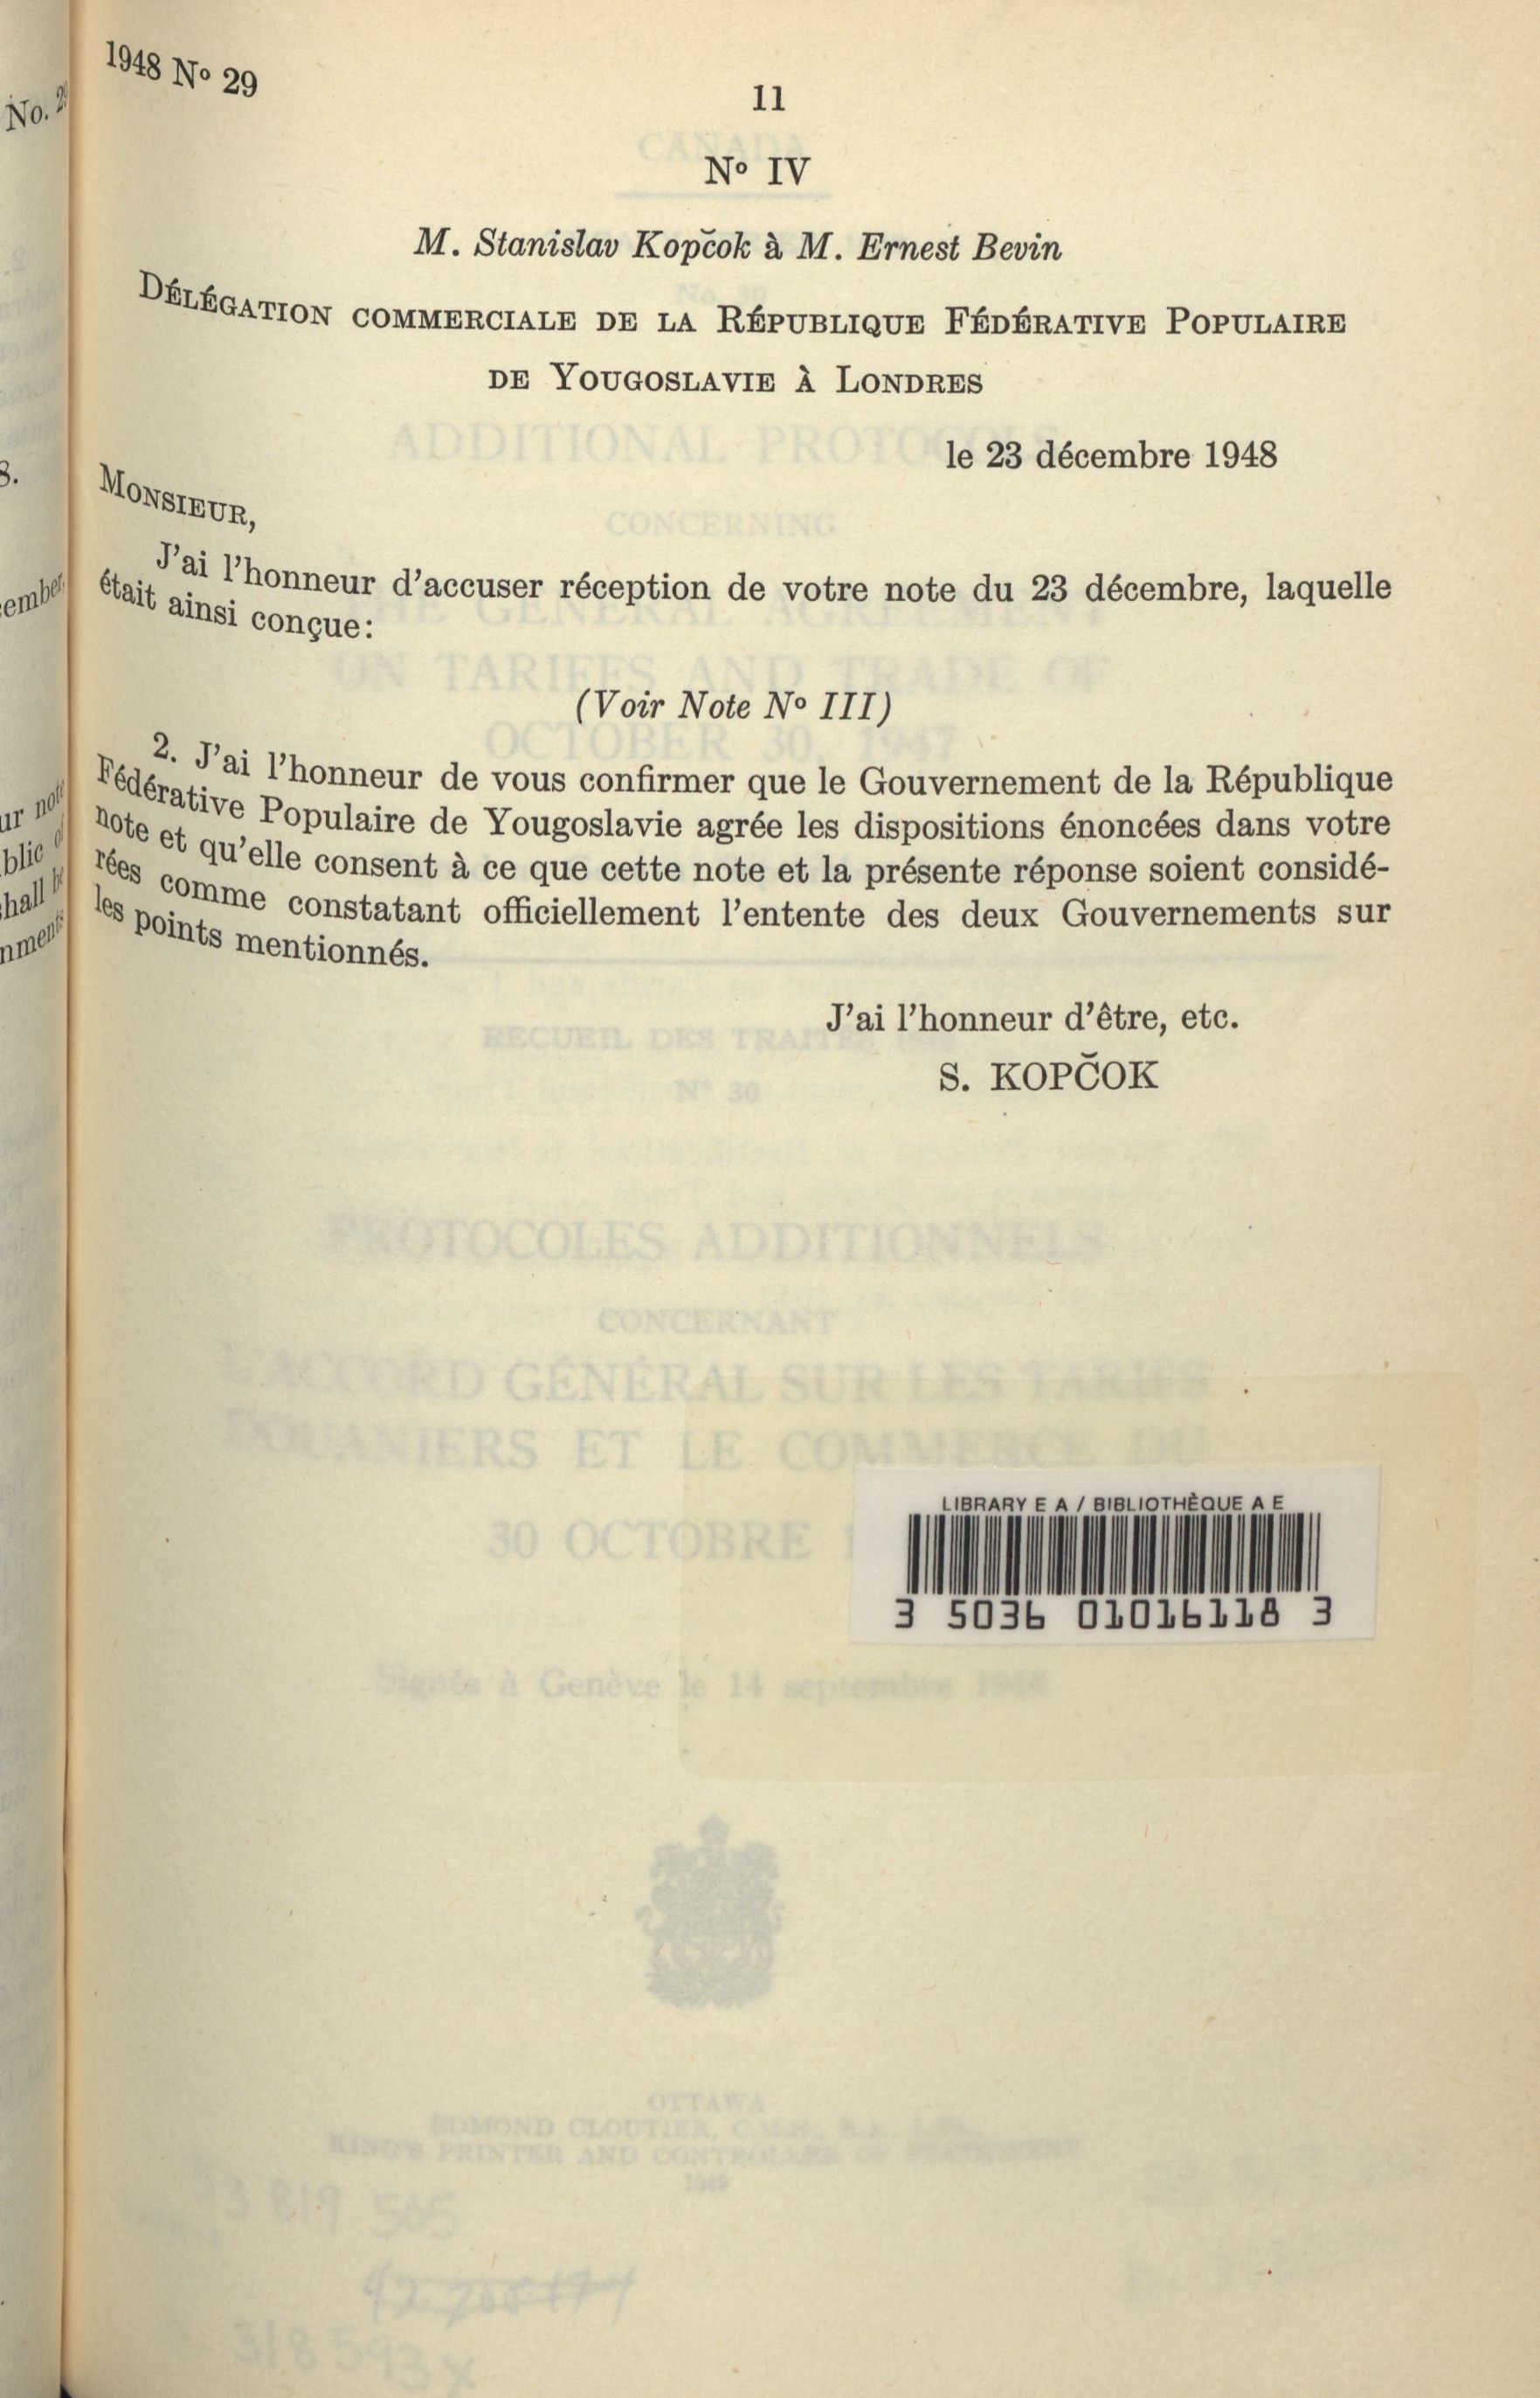 1948 Nº 29
11
Nº IV
M. Stanislav Kopčok à M. Ernest Bevin
DÉLÉGATION COMMERCIALE DE LA RÉPUBLIQUE FÉDÉRATIVE POPULAIRE
DE YOUGOSLAVIE À LONDRES
le 23 décembre 1948
MONSIEUR,
J'ai l'honneur d'accuser réception de votre note du 23 décembre, laquelle
était ainsi conçue:
(Voir Note Nº III)
2. J'ai l'honneur de vous confirmer que le Gouvernement de la République
Fédérative Populaire de Yougoslavie agrée les dispositions énoncées dans votre
note et qu'elle consent à ce que cette note et la présente réponse soient considé-
rées comme constatant officiellement l'entente des deux Gouvernements sur
les points mentionnés.
J'ai l'honneur d'être, etc.
S. KOPČOK
LIBRARY E A / BIBLIOTHÈQUE A E
3 5036 01016118 3